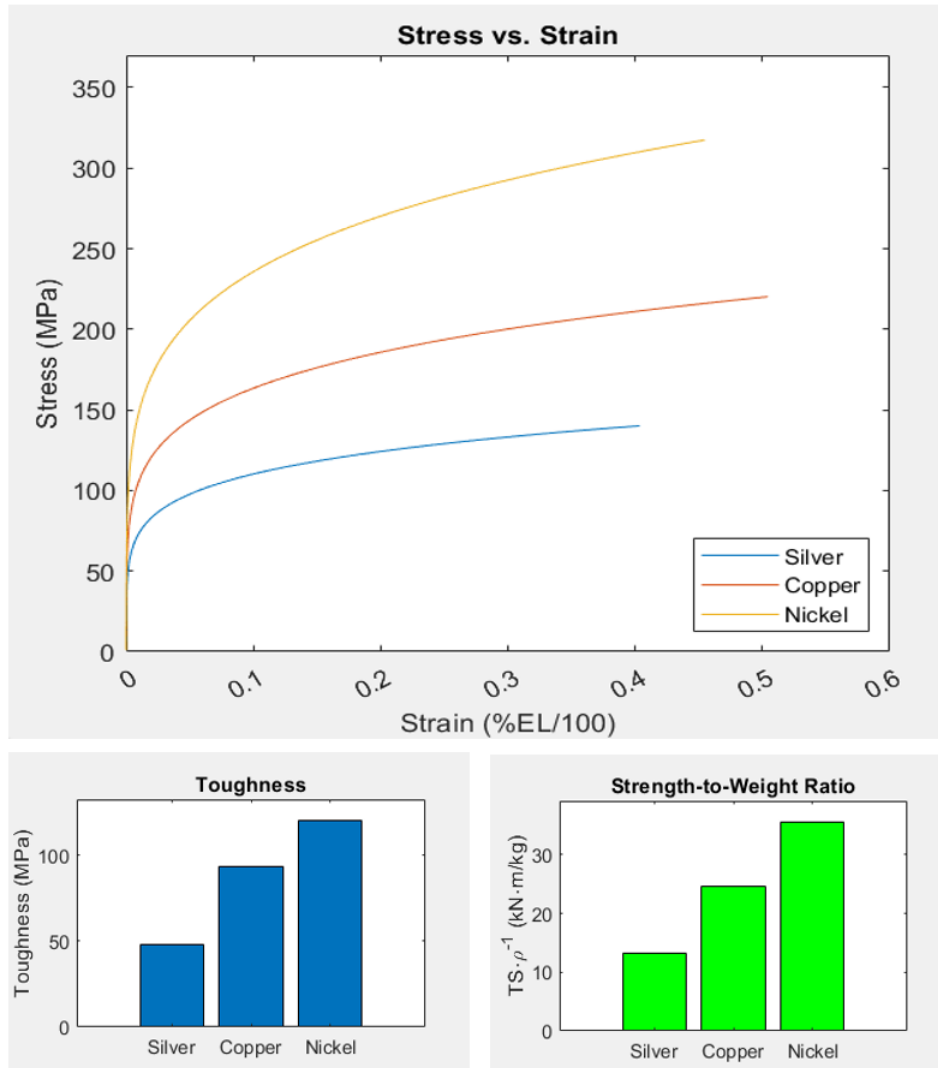 Stress vs. Strain
350
300
250
200
150
100
50
0
Stress (MPa)
0
0.1
0.2
0.3
0.4
0.5
0.6
Strain (%EL/100)
Silver
Copper
Nickel
Toughness
100
50
0
Toughness (MPa)
Silver
Copper
Nickel
Strength-to-Weight Ratio
30
20
10
0
TS·ρ⁻¹ (kN·m/kg)
Silver
Copper
Nickel